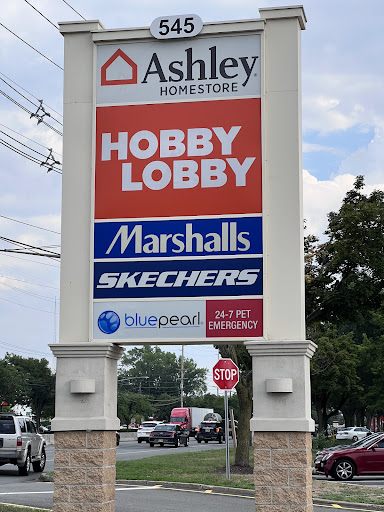 545
Ashley
HOMESTORE
HOBBY
LOBBY
Marshalls
SKECHERS
bluepearl
24-7 PET
EMERGENCY
STOP